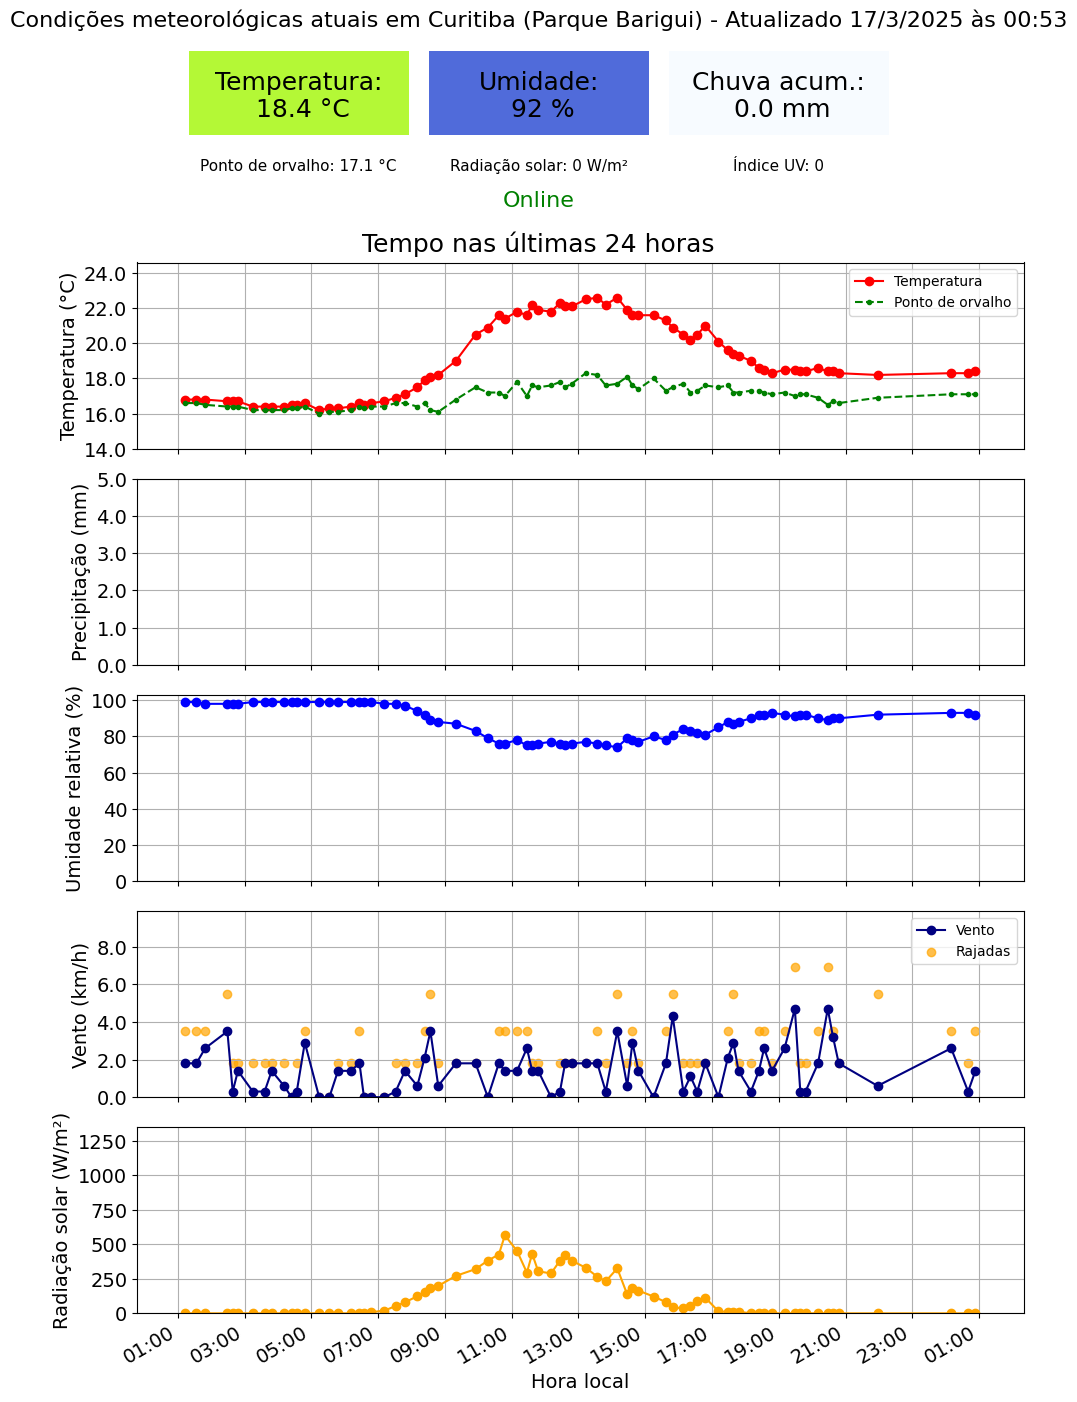 Condições meteorológicas atuais em Curitiba (Parque Barigui) - Atualizado 17/3/2025 às 00:53
Temperatura:
18.4 °C
Umidade:
92 %
Chuva acum.:
0.0 mm
Ponto de orvalho: 17.1 °C
Radiação solar: 0 W/m²
Índice UV: 0
Online
Tempo nas últimas 24 horas
Temperatura (°C)
24.0
22.0
20.0
18.0
16.0
14.0
Temperatura
Ponto de orvalho
Precipitação (mm)
5.0
4.0
3.0
2.0
1.0
0.0
Umidade relativa (%)
100
80
60
40
20
0
Vento (km/h)
8.0
6.0
4.0
2.0
0.0
Vento
Rajadas
Radiação solar (W/m²)
1250
1000
750
500
250
0
01:00
03:00
05:00
07:00
09:00
11:00
13:00
15:00
17:00
19:00
21:00
23:00
01:00
Hora local